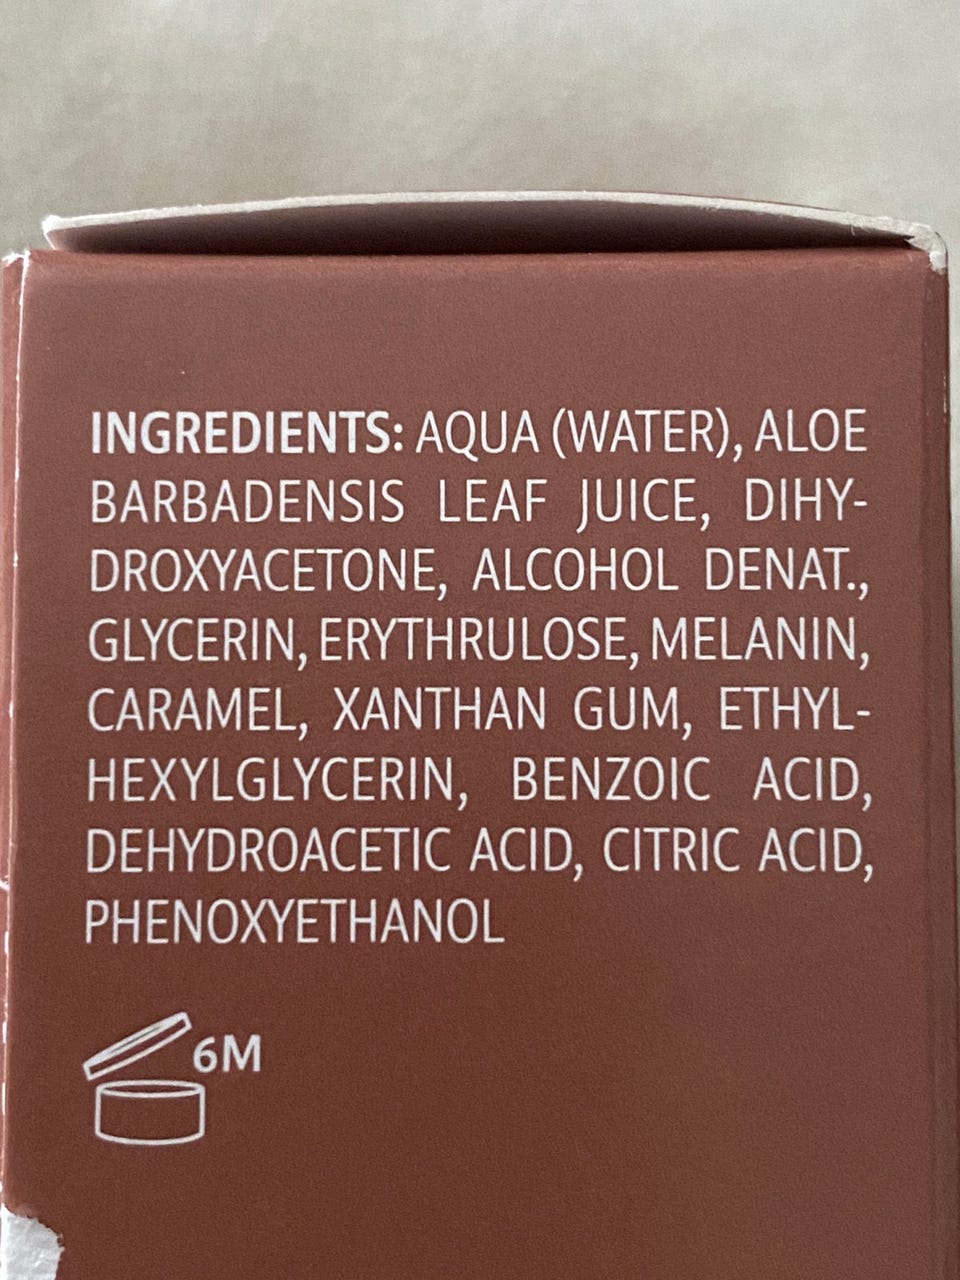 INGREDIENTS: AQUA (WATER), ALOE
BARBADENSIS LEAF JUICE, DIHY-
DROXYACETONE, ALCOHOL DENAT.,
GLYCERIN, ERYTHRULOSE, MELANIN,
CARAMEL, XANTHAN GUM, ETHYL-
HEXYLGLYCERIN, BENZOIC ACID,
DEHYDROACETIC ACID, CITRIC ACID,
PHENOXYETHANOL
6M